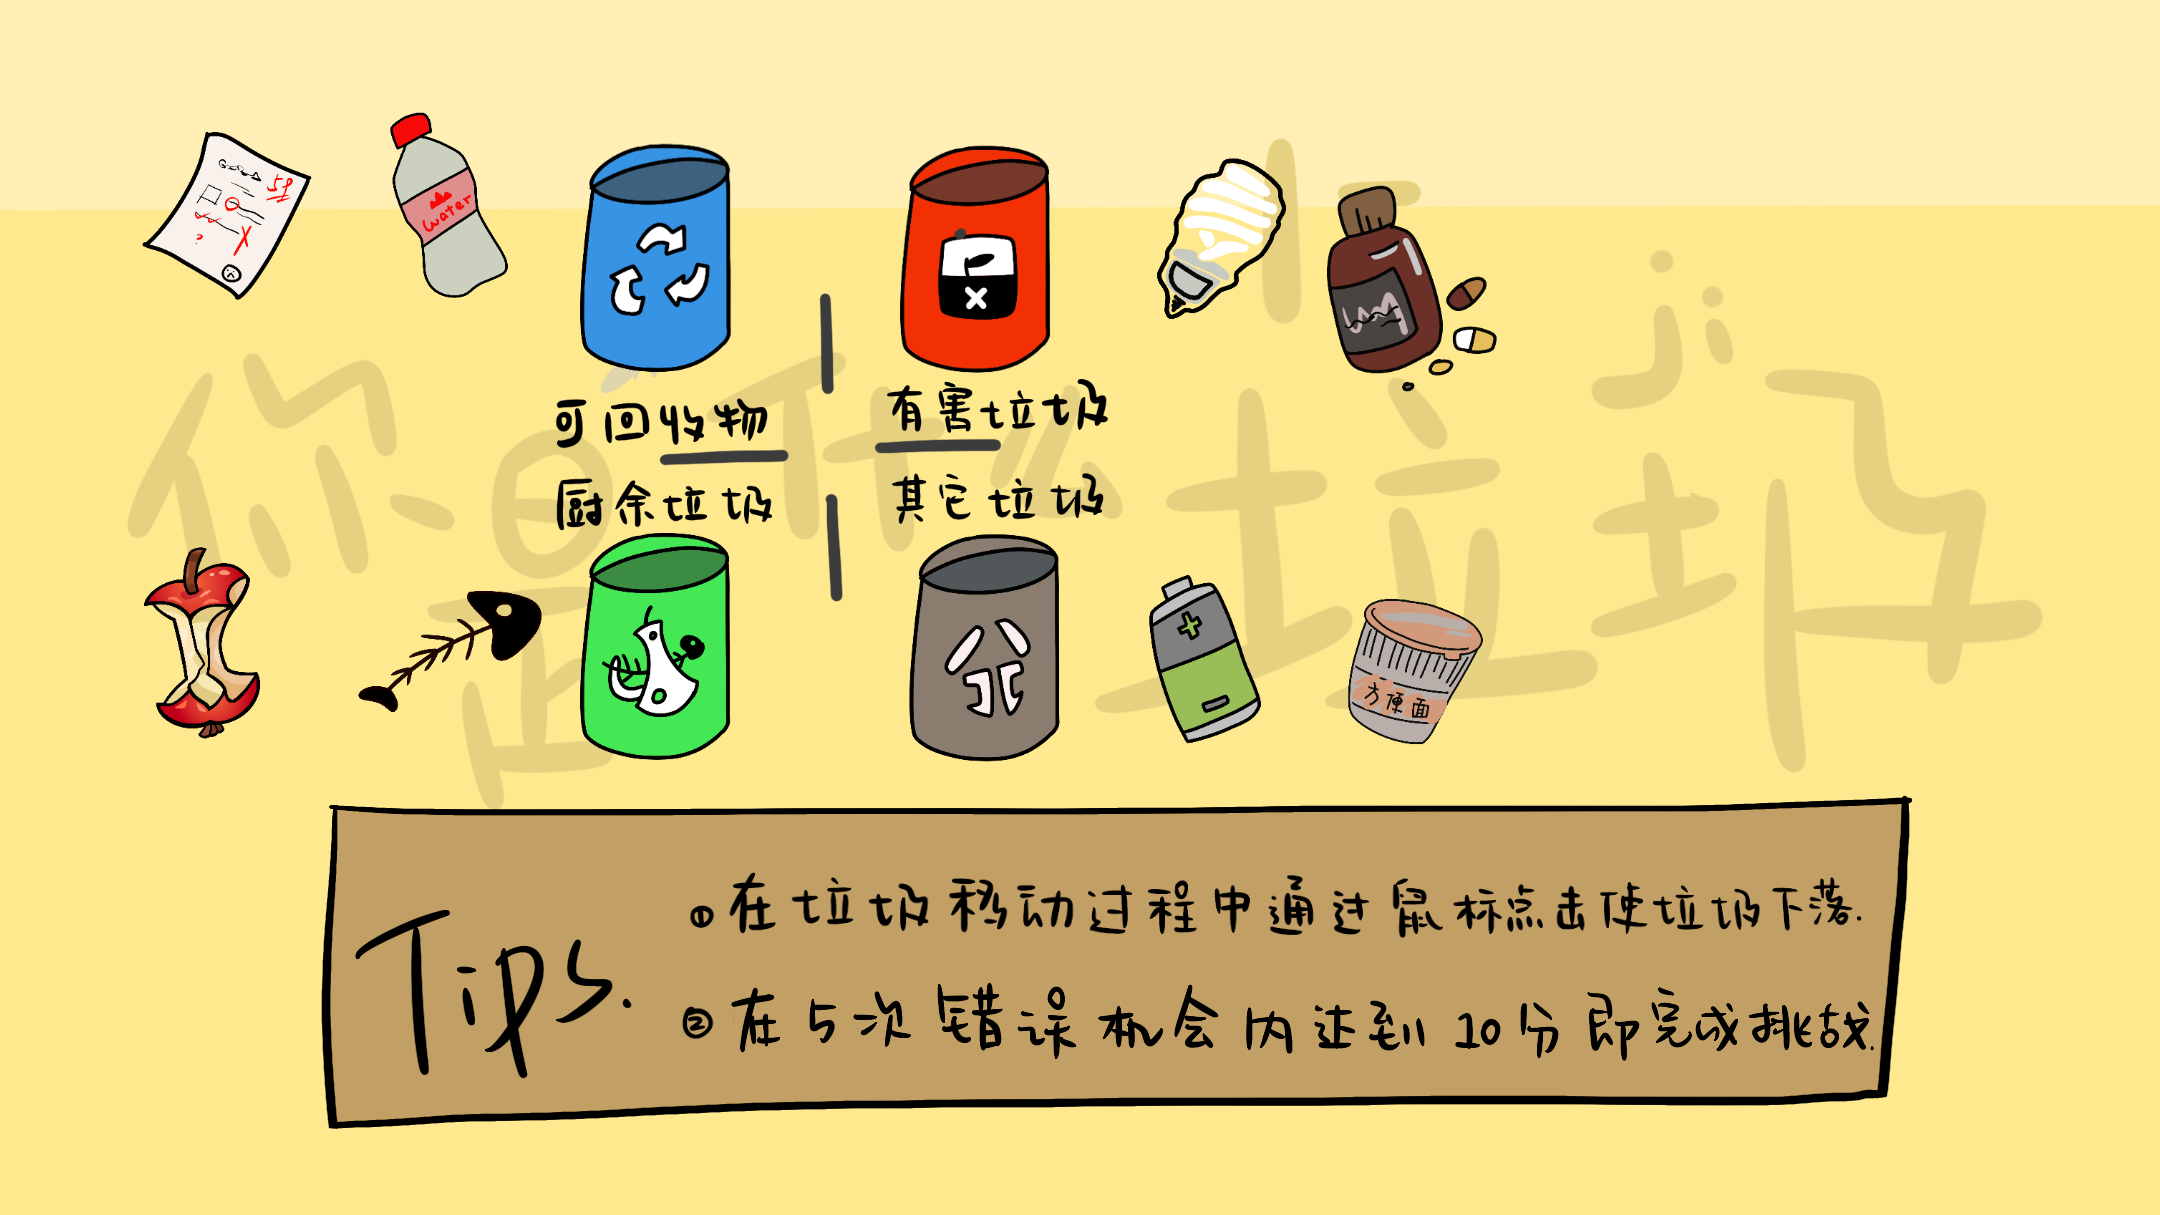 water
可回收物
有害垃圾
厨余垃圾
其它垃圾
方便面
你是什么垃圾
ji
Tips.
①在垃圾移动过程中通过鼠标点击使垃圾下落.
②在5次错误机会内达到10分即完成挑战.